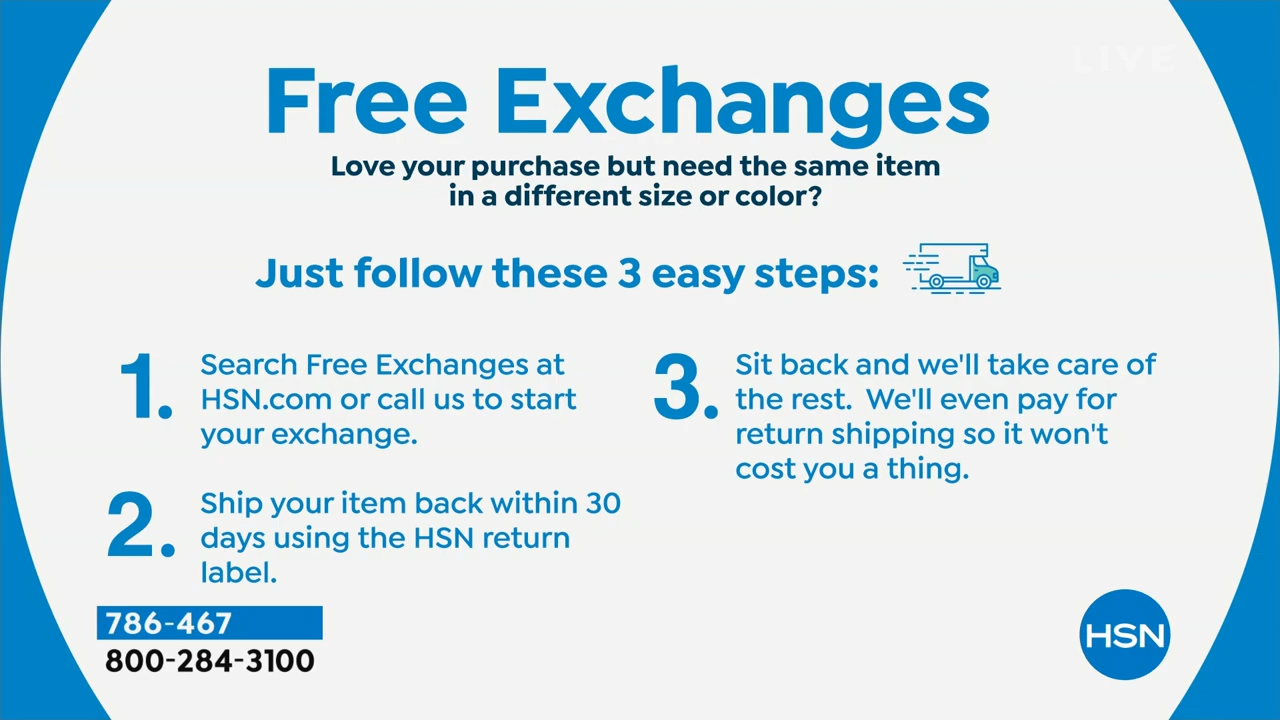 LIVE
Free Exchanges
Love your purchase but need the same item
in a different size or color?
Just follow these 3 easy steps:
1. Search Free Exchanges at
HSN.com or call us to start
your exchange.
2. Ship your item back within 30
days using the HSN return
label.
3. Sit back and we'll take care of
the rest. We'll even pay for
return shipping so it won't
cost you a thing.
786-467
800-284-3100
HSN